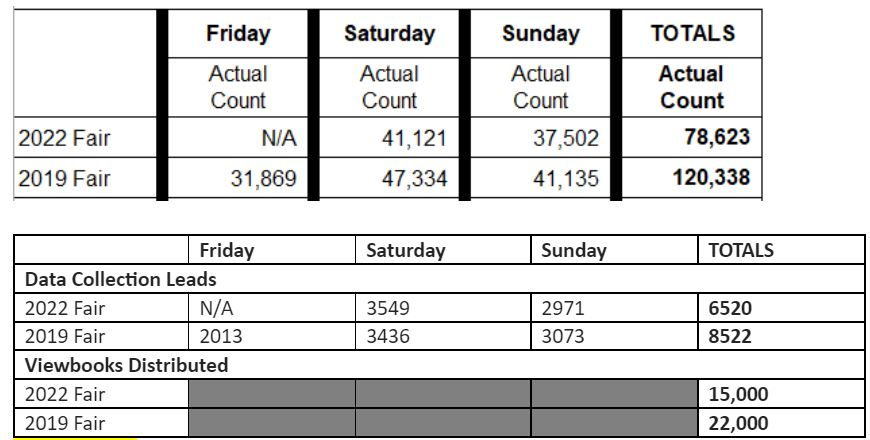 Friday Saturday Sunday TOTALS
Actual Count Actual Count Actual Count Actual Count
2022 Fair N/A 41,121 37,502 78,623
2019 Fair 31,869 47,334 41,135 120,338
Friday Saturday Sunday TOTALS
Data Collection Leads
2022 Fair N/A 3549 2971 6520
2019 Fair 2013 3436 3073 8522
Viewbooks Distributed
2022 Fair 15,000
2019 Fair 22,000